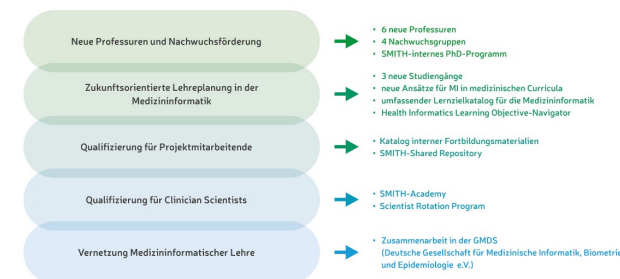 Neue Professuren und Nachwuchsförderung
• 6 neue Professuren
• 4 Nachwuchsgruppen
• SMITH-internes PhD-Programm
Zukunftsorientierte Lehreplanung in der
Medizininformatik
• 3 neue Studiengänge
• neue Ansätze für MI in medizinischen Curricula
• umfassender Lernzielkatalog für die Medizininformatik
• Health Informatics Learning Objective-Navigator
Qualifizierung für Projektmitarbeitende
• Katalog interner Fortbildungsmaterialien
• SMITH-Shared Repository
Qualifizierung für Clinician Scientists
• SMITH-Academy
• Scientist Rotation Program
Vernetzung Medizininformatischer Lehre
• Zusammenarbeit in der GMDS
(Deutsche Gesellschaft für Medizinische Informatik, Biometrie
und Epidemiologie e.V.)